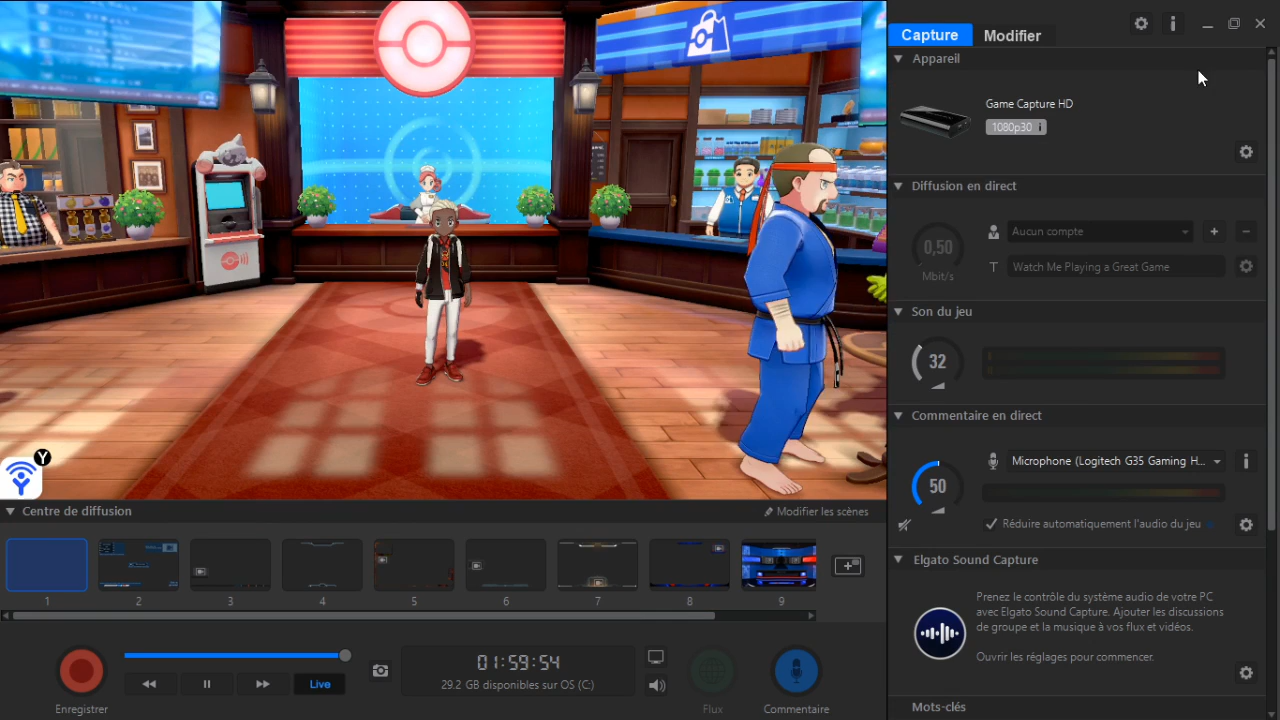 Capture
Modifier
Appareil
Game Capture HD
1080p30 i
Diffusion en direct
0,50
Mbit/s
Aucun compte
T Watch Me Playing a Great Game
Son du jeu
32
Commentaire en direct
Microphone (Logitech G35 Gaming H...
50
Réduire automatiquement l'audio du jeu
Elgato Sound Capture
Prenez le contrôle du système audio de votre PC
avec Elgato Sound Capture. Ajouter les discussions
de groupe et la musique à vos flux et vidéos.
Ouvrir les réglages pour commencer.
Mots-clés
Y
Centre de diffusion
Modifier les scènes
1 2 3 4 5 6 7 8 9
Enregistrer
Live
01:59:54
29.2 GB disponibles sur OS (C:)
Flux
Commentaire